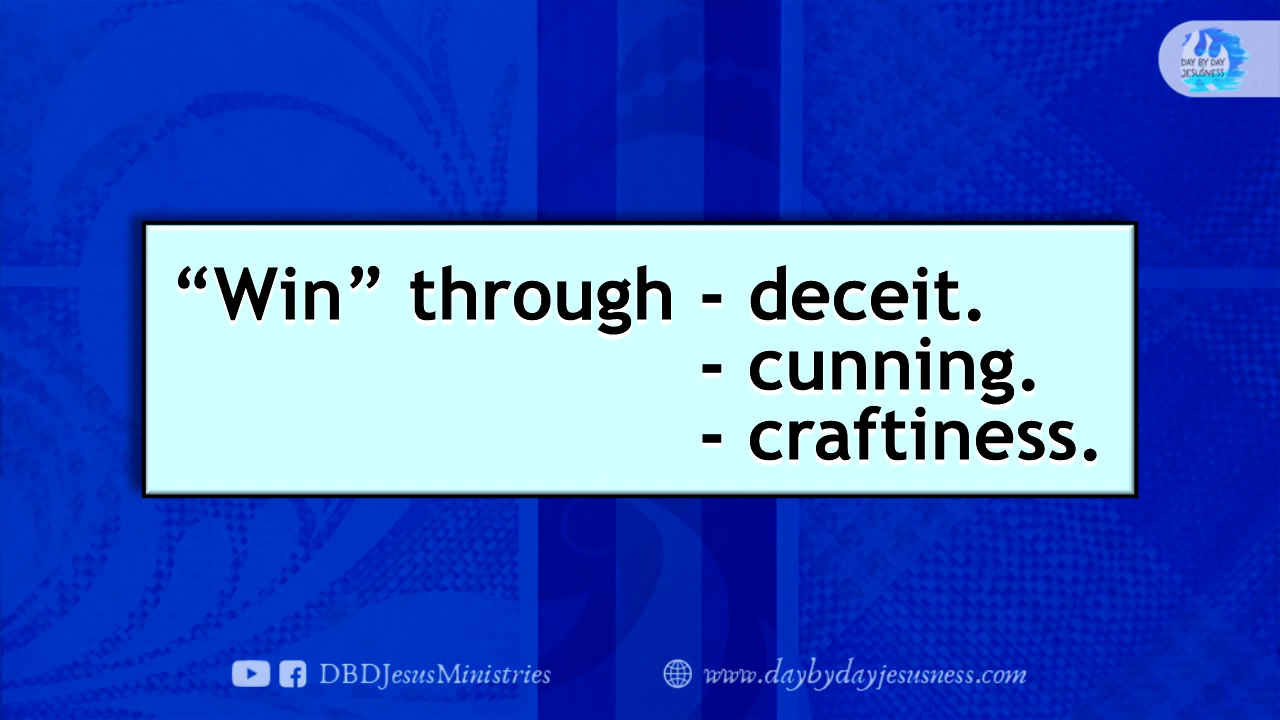 DAY BY DAY
JESUSNESS
“Win” through - deceit.
- cunning.
- craftiness.
DBDJesusMinistries
www.daybydayjesusness.com